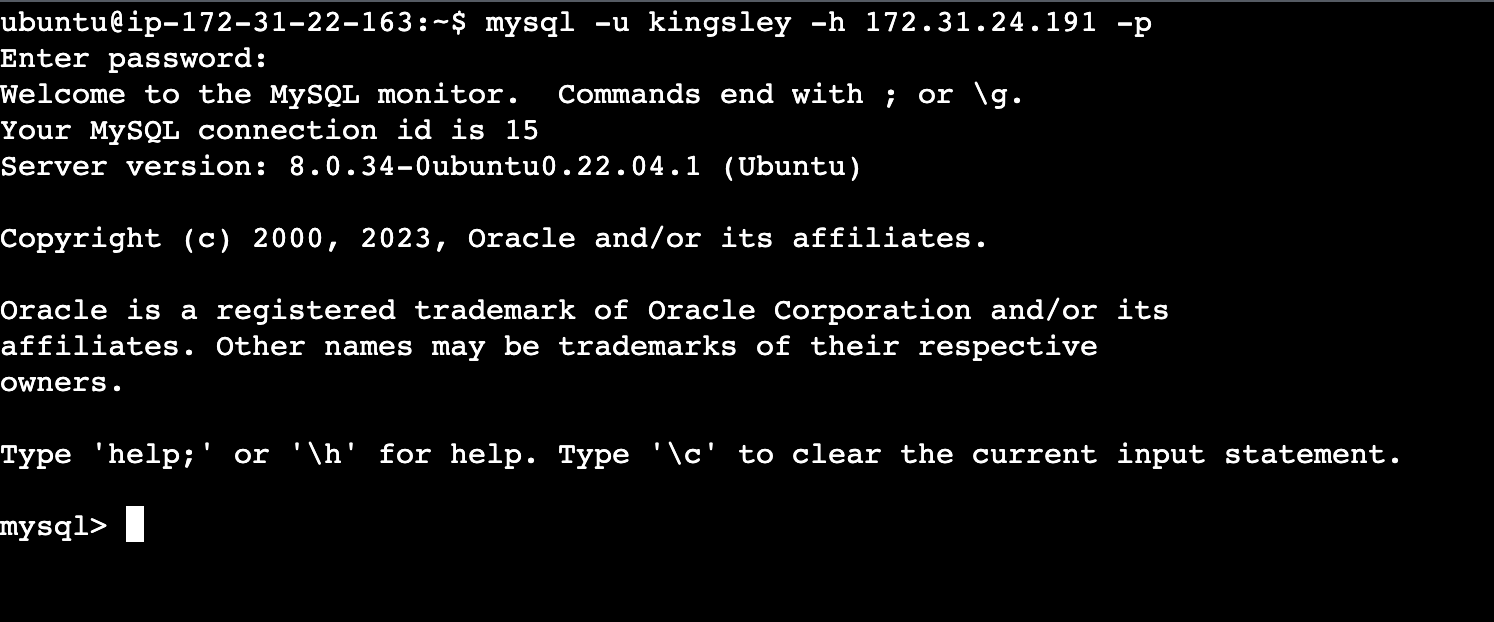 ubuntu@ip-172-31-22-163:~$ mysql -u kingsley -h 172.31.24.191 -p
Enter password:
Welcome to the MySQL monitor.  Commands end with ; or \g.
Your MySQL connection id is 15
Server version: 8.0.34-0ubuntu0.22.04.1 (Ubuntu)
Copyright (c) 2000, 2023, Oracle and/or its affiliates.
Oracle is a registered trademark of Oracle Corporation and/or its
affiliates. Other names may be trademarks of their respective
owners.
Type 'help;' or '\h' for help. Type '\c' to clear the current input statement.
mysql>